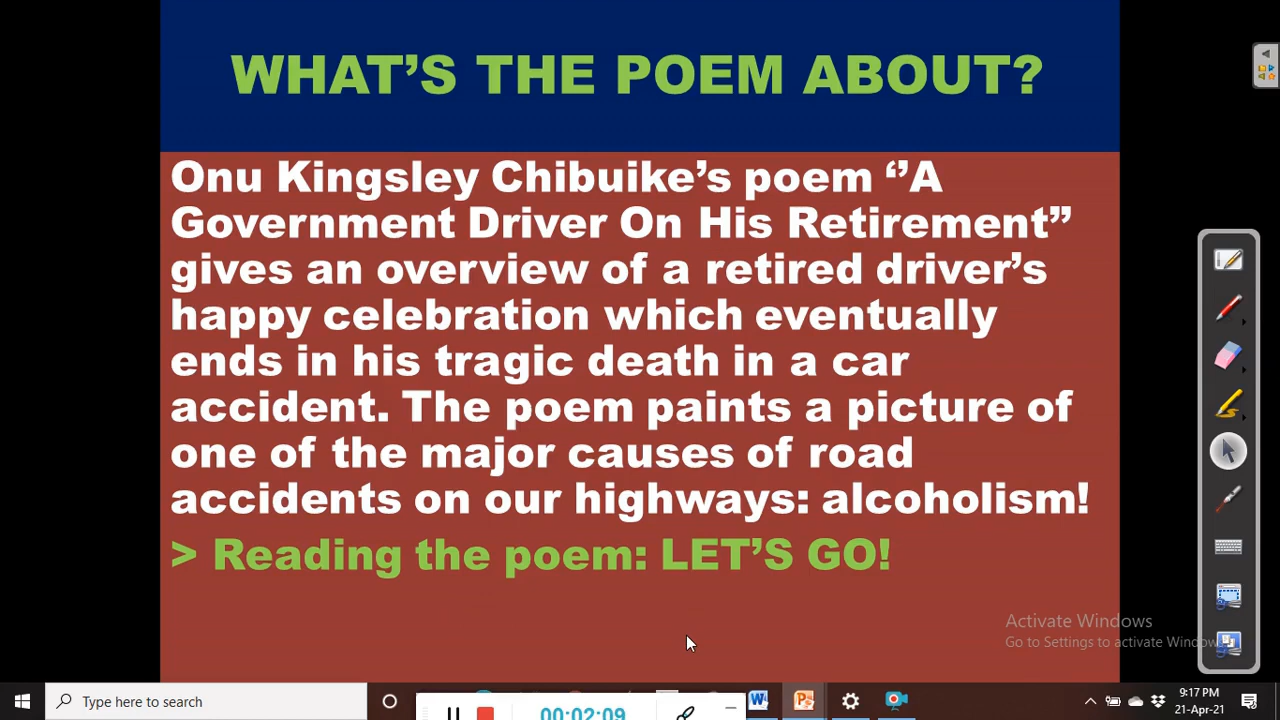 WHAT’S THE POEM ABOUT?
Onu Kingsley Chibuike’s poem ‘’A
Government Driver On His Retirement”
gives an overview of a retired driver’s
happy celebration which eventually
ends in his tragic death in a car
accident. The poem paints a picture of
one of the major causes of road
accidents on our highways: alcoholism!
> Reading the poem: LET’S GO!
Activate Windows
Go to Settings to activate Windows
Type here to search
00:02:09
9:17 PM
21-Apr-21